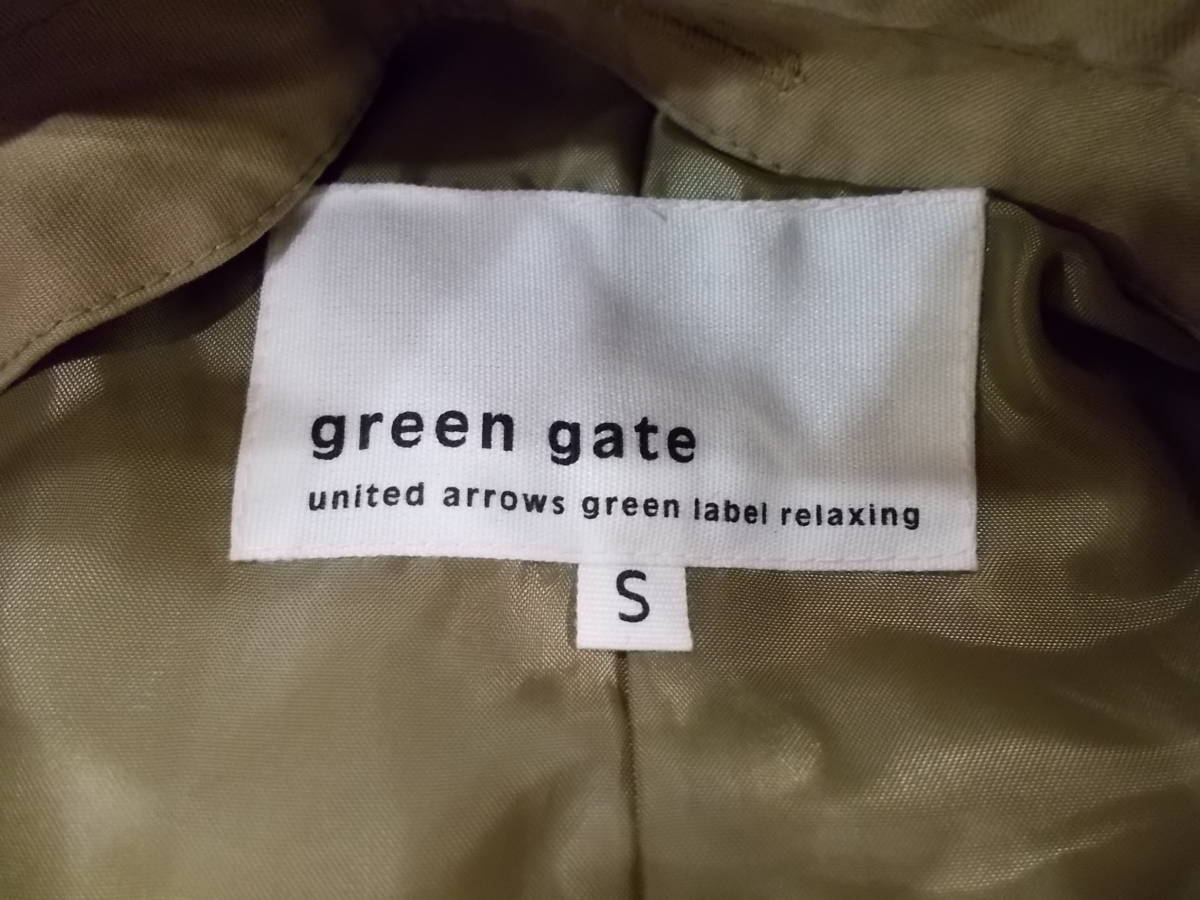 green gate
united arrows green label relaxing
S